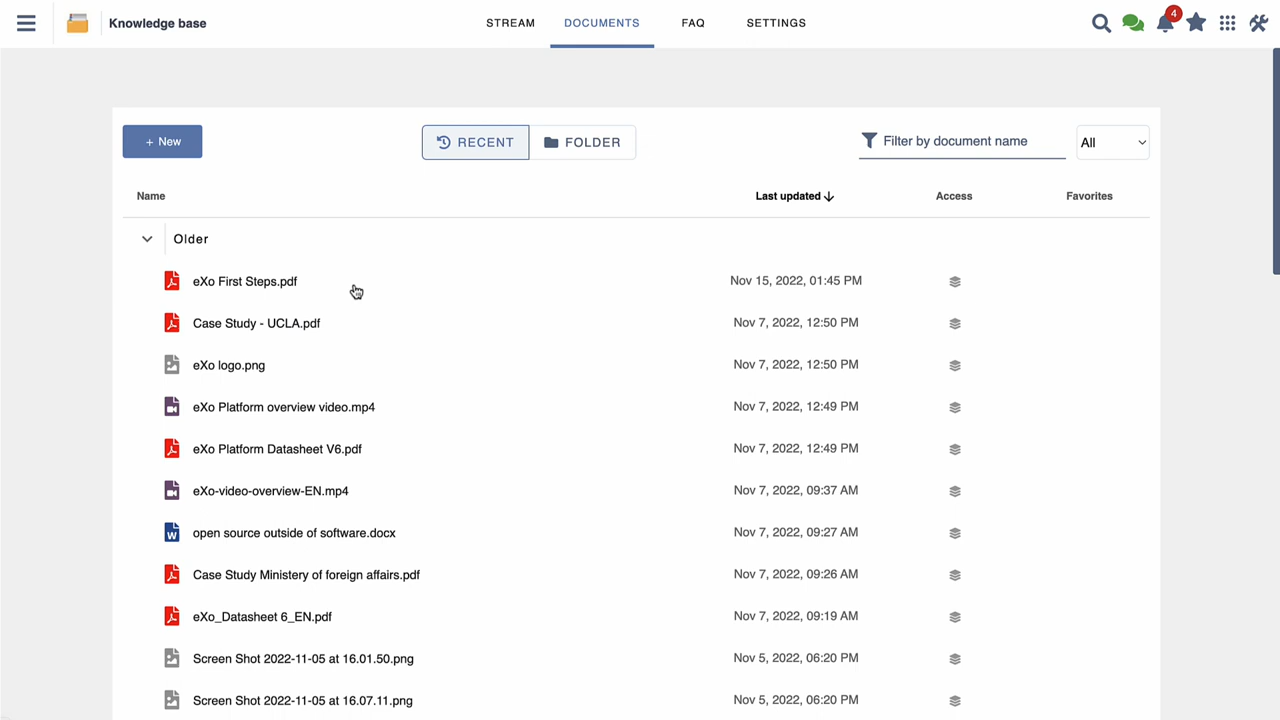 Knowledge base
STREAM DOCUMENTS FAQ SETTINGS
4
+ New
RECENT FOLDER
Filter by document name
All
Name Last updated Access Favorites
Older
eXo First Steps.pdf Nov 15, 2022, 01:45 PM
Case Study - UCLA.pdf Nov 7, 2022, 12:50 PM
eXo logo.png Nov 7, 2022, 12:50 PM
eXo Platform overview video.mp4 Nov 7, 2022, 12:49 PM
eXo Platform Datasheet V6.pdf Nov 7, 2022, 12:49 PM
eXo-video-overview-EN.mp4 Nov 7, 2022, 09:37 AM
open source outside of software.docx Nov 7, 2022, 09:27 AM
Case Study Ministery of foreign affairs.pdf Nov 7, 2022, 09:26 AM
eXo_Datasheet 6_EN.pdf Nov 7, 2022, 09:19 AM
Screen Shot 2022-11-05 at 16.01.50.png Nov 5, 2022, 06:20 PM
Screen Shot 2022-11-05 at 16.07.11.png Nov 5, 2022, 06:20 PM